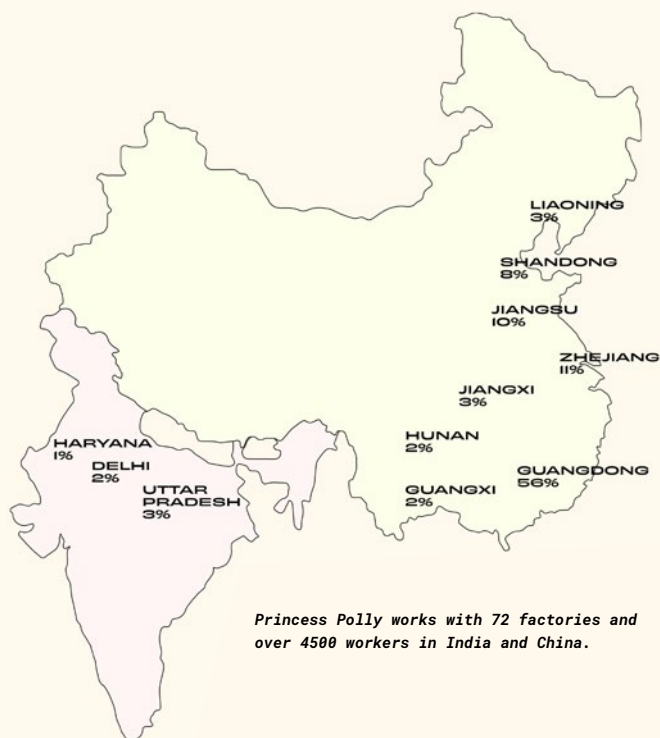 LIAONING
3%
SHANDONG
8%
JIANGSU
10%
ZHEJIANG
11%
JIANGXI
3%
HUNAN
2%
GUANGDONG
56%
GUANGXI
2%
HARYANA
1%
DELHI
2%
UTTAR
PRADESH
3%
Princess Polly works with 72 factories and
over 4500 workers in India and China.